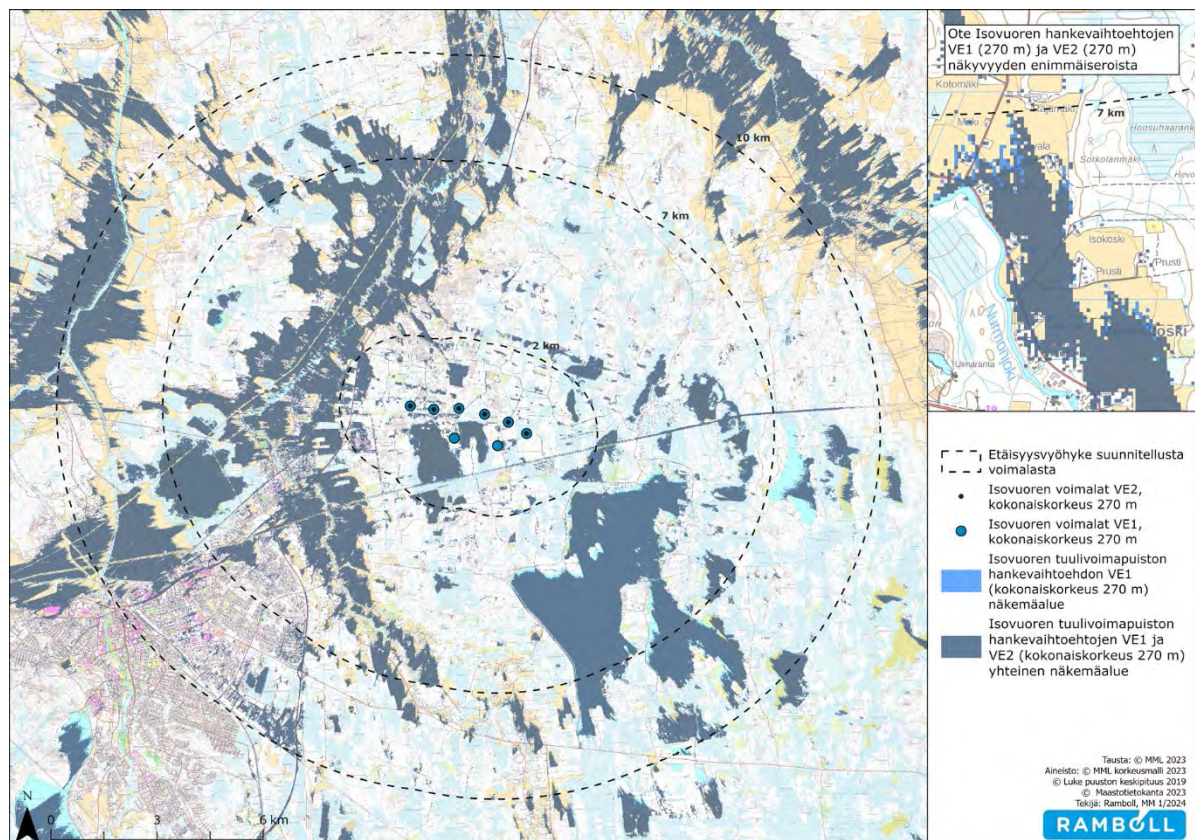 10 km
7 km
2 km
N
0
6 km
Ote Isovuoren hankevaihtoehtojen
VE1 (270 m) ja VE2 (270 m)
näkyvyyden enimmäiseroista
Kotomäki
7 km
Housuhaarank
Sorkolanmäki
Isokoski
Prusti
Prusti
Niinijoki
Uimaranta
Etäisyysvyöhyke suunnitellusta
voimalasta
Isovuoren voimalat VE2,
kokonaiskorkeus 270 m
Isovuoren voimalat VE1,
kokonaiskorkeus 270 m
Isovuoren tuulivoimapuiston
hankevaihtoehdon VE1
(kokonaiskorkeus 270 m)
näkemäalue
Isovuoren tuulivoimapuiston
hankevaihtoehtojen VE1 ja
VE2 (kokonaiskorkeus 270 m)
yhteinen näkemäalue
Tausta: © MML 2023
Aineisto: © MML korkeusmalli 2023
© Luke puuston keskipituus 2019
© Maastotietokanta 2023
Tekijä: Ramboll, MM 1/2024
RAMBOLL